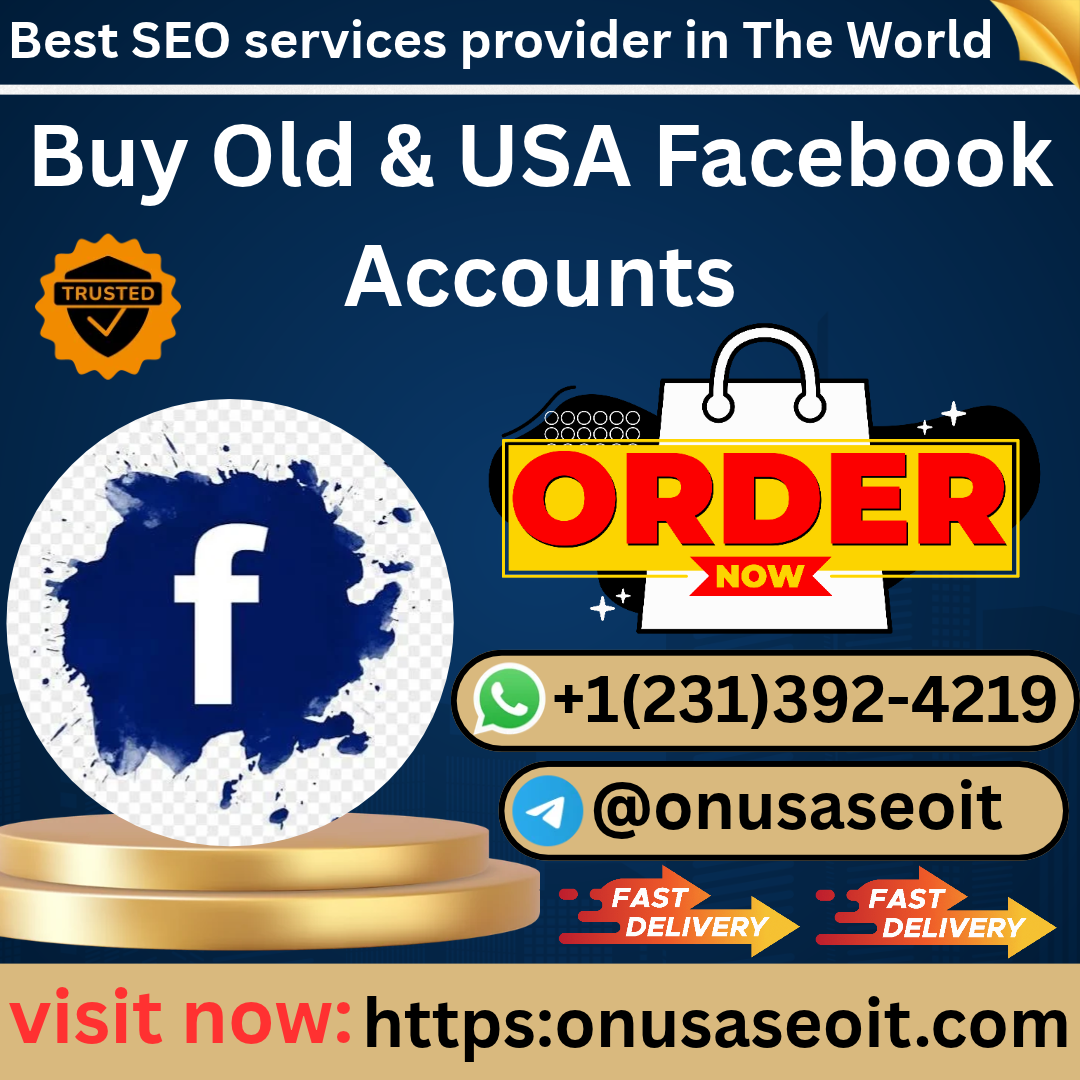 Best SEO services provider in The World
Buy Old & USA Facebook
Accounts
TRUSTED
f
ORDER
NOW
+1(231)392-4219
@onusaseoit
FAST
DELIVERY
FAST
DELIVERY
visit now: https:onusaseoit.com